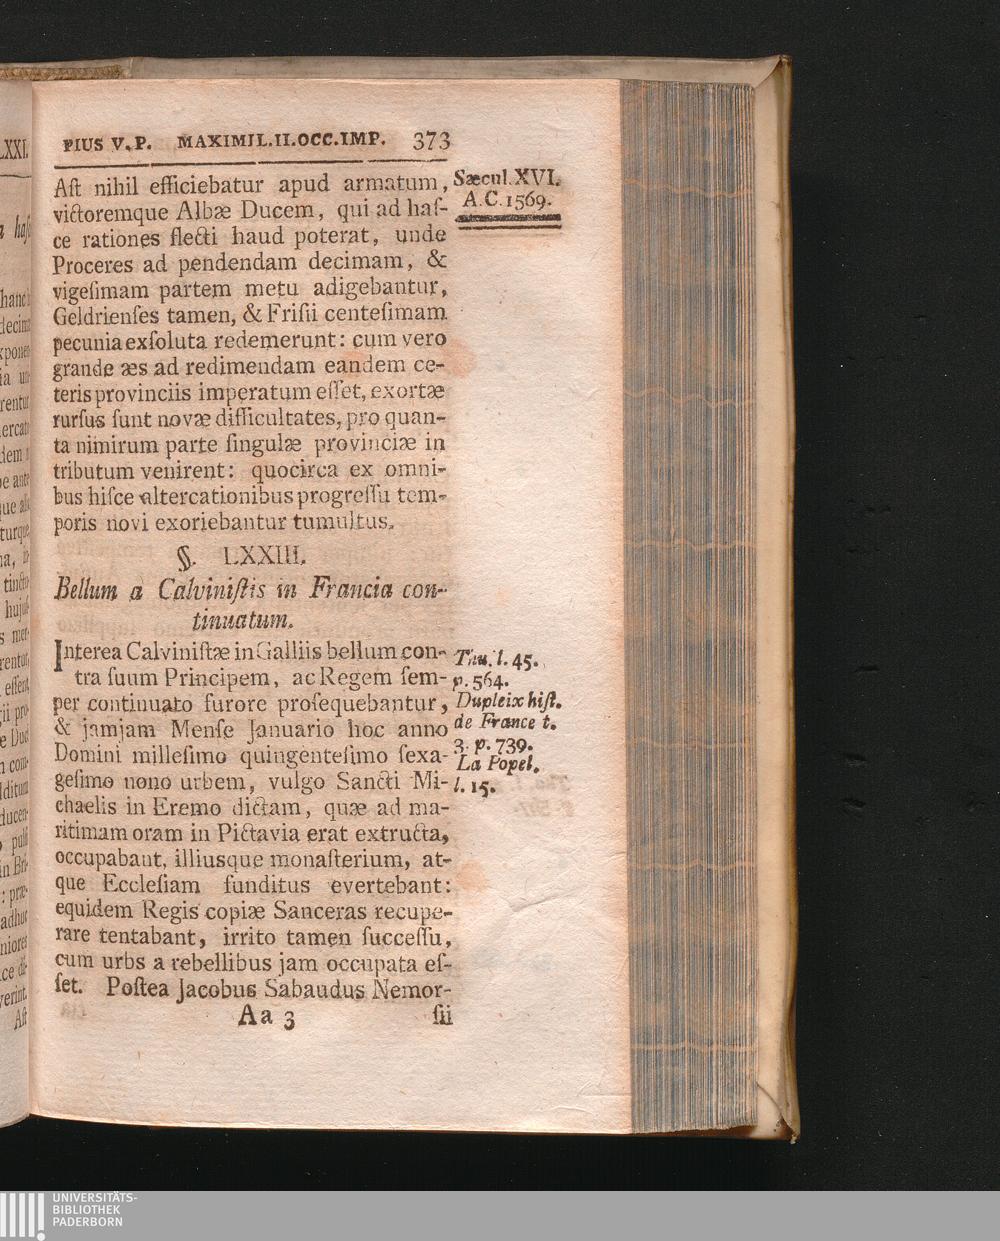 PIUS V. P. MAXIMIL. II. OCC. IMP. 373
Sæcul. XVI.
A. C. 1569.
Aſt nihil efficiebatur apud armatum,
victoremque Albæ Ducem, qui ad haſ-
ce rationes flecti haud poterat, unde
Proceres ad pendendam decimam, &
vigeſimam partem metu adigebantur,
Geldrienſes tamen, & Friſii centeſimam
pecunia exſoluta redemerunt: cum vero
grande æs ad redimendam eandem ce-
teris provinciis imperatum eſſet, exortæ
rurſus ſunt novæ difficultates, pro quan-
ta nimirum parte ſingulæ provinciæ in
tributum venirent: quocirca ex omni-
bus hiſce altercationibus progreſſu tem-
poris novi exoriebantur tumultus.
§. LXXIII.
Bellum a Calviniſtis in Francia con-
tinuatum.
Interea Calviniſtæ in Galliis bellum con-
tra ſuum Principem, ac Regem ſem-
per continuato furore proſequebantur,
& jamjam Menſe Januario hoc anno
Domini milleſimo quingenteſimo ſexa-
geſimo nono urbem, vulgo Sancti Mi-
chaelis in Eremo dictam, quæ ad ma-
ritimam oram in Pictavia erat extructa,
occupabant, illiusque monaſterium, at-
que Eccleſiam funditus evertebant:
equidem Regis copiæ Sanceras recupe-
rare tentabant, irrito tamen ſucceſſu,
cum urbs a rebellibus jam occupata eſ-
ſet. Poſtea Jacobus Sabaudus Nemor-
Aa 3 ſii
Thu. l. 45.
p. 564.
Dupleix hiſt.
de France t.
3. p. 739.
La Popel.
l. 15.
UNIVERSITÄTS-
BIBLIOTHEK
PADERBORN